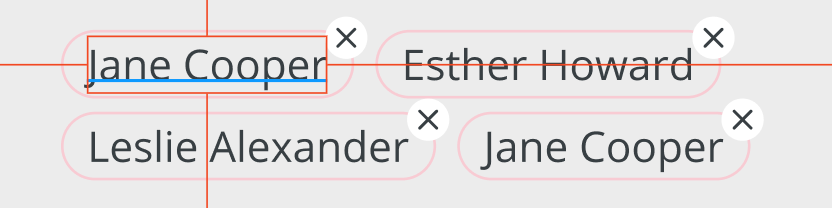 Jane Cooper Esther Howard
Leslie Alexander Jane Cooper